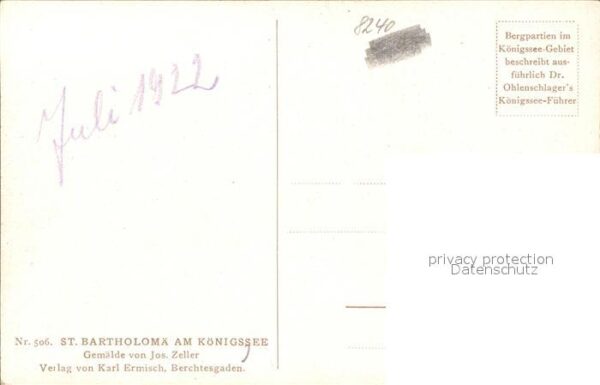 8240
Bergpartien im
Königssee-Gebiet
beschreibt aus-
führlich Dr.
Ohlenschlager's
Königssee-Führer
Juli 1922
privacy protection
Datenschutz
Nr. 506. ST. BARTHOLOMÄ AM KÖNIGSSEE
Gemälde von Jos. Zeller
Verlag von Karl Ermisch, Berchtesgaden.